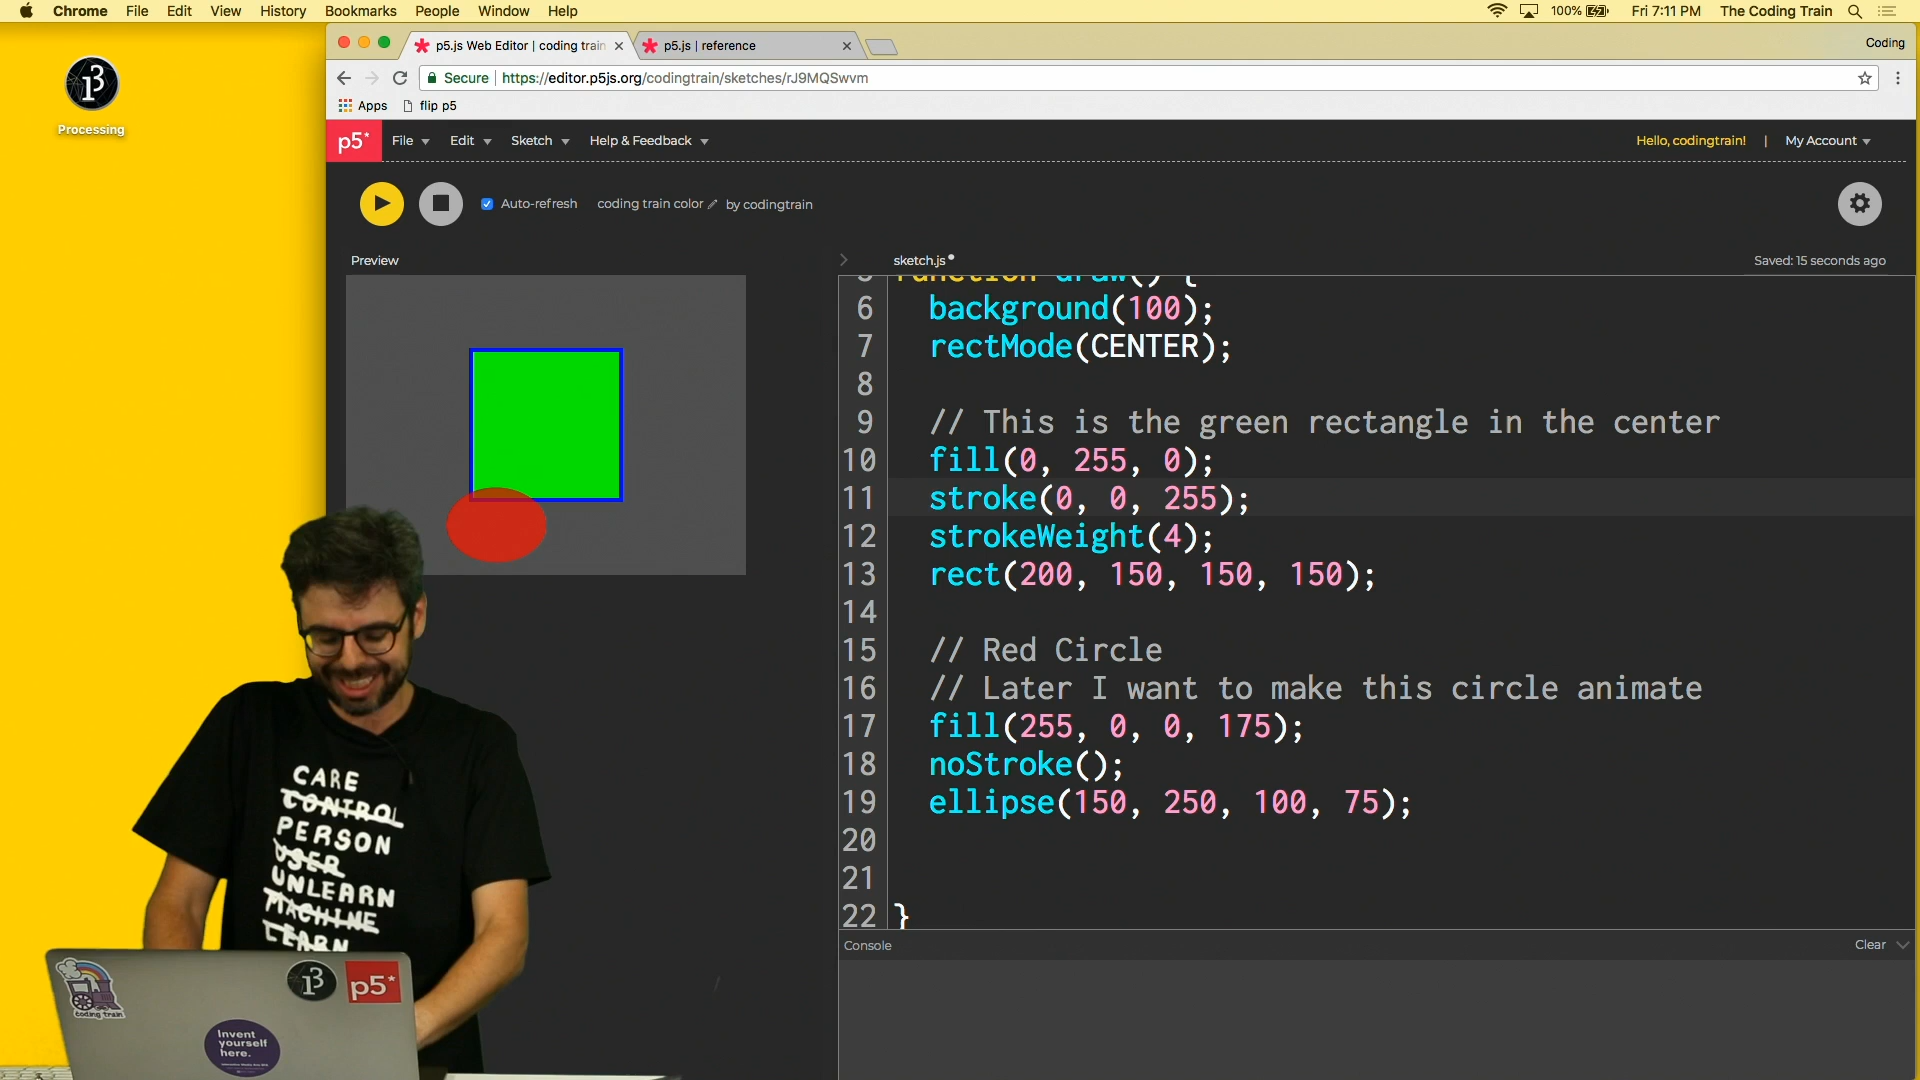 Chrome File Edit View History Bookmarks People Window Help
100% Fri 7:11 PM The Coding Train
Processing
p5.js Web Editor | coding train
p5.js | reference
Coding
Secure https://editor.p5js.org/codingtrain/sketches/rJ9MQSwvm
Apps flip p5
p5* File Edit Sketch Help & Feedback
Hello, codingtrain! | My Account
Auto-refresh coding train color by codingtrain
Preview
sketch.js
Saved: 15 seconds ago
5 function draw() {
6 background(100);
7 rectMode(CENTER);
8
9 // This is the green rectangle in the center
10 fill(0, 255, 0);
11 stroke(0, 0, 255);
12 strokeWeight(4);
13 rect(200, 150, 150, 150);
14
15 // Red Circle
16 // Later I want to make this circle animate
17 fill(255, 0, 0, 175);
18 noStroke();
19 ellipse(150, 250, 100, 75);
20
21
22 }
Console
Clear
CARE
CONTROL
PERSON
USER
UNLEARN
MACHINE
LEARN
coding train
p5*
Invent
yourself
here.